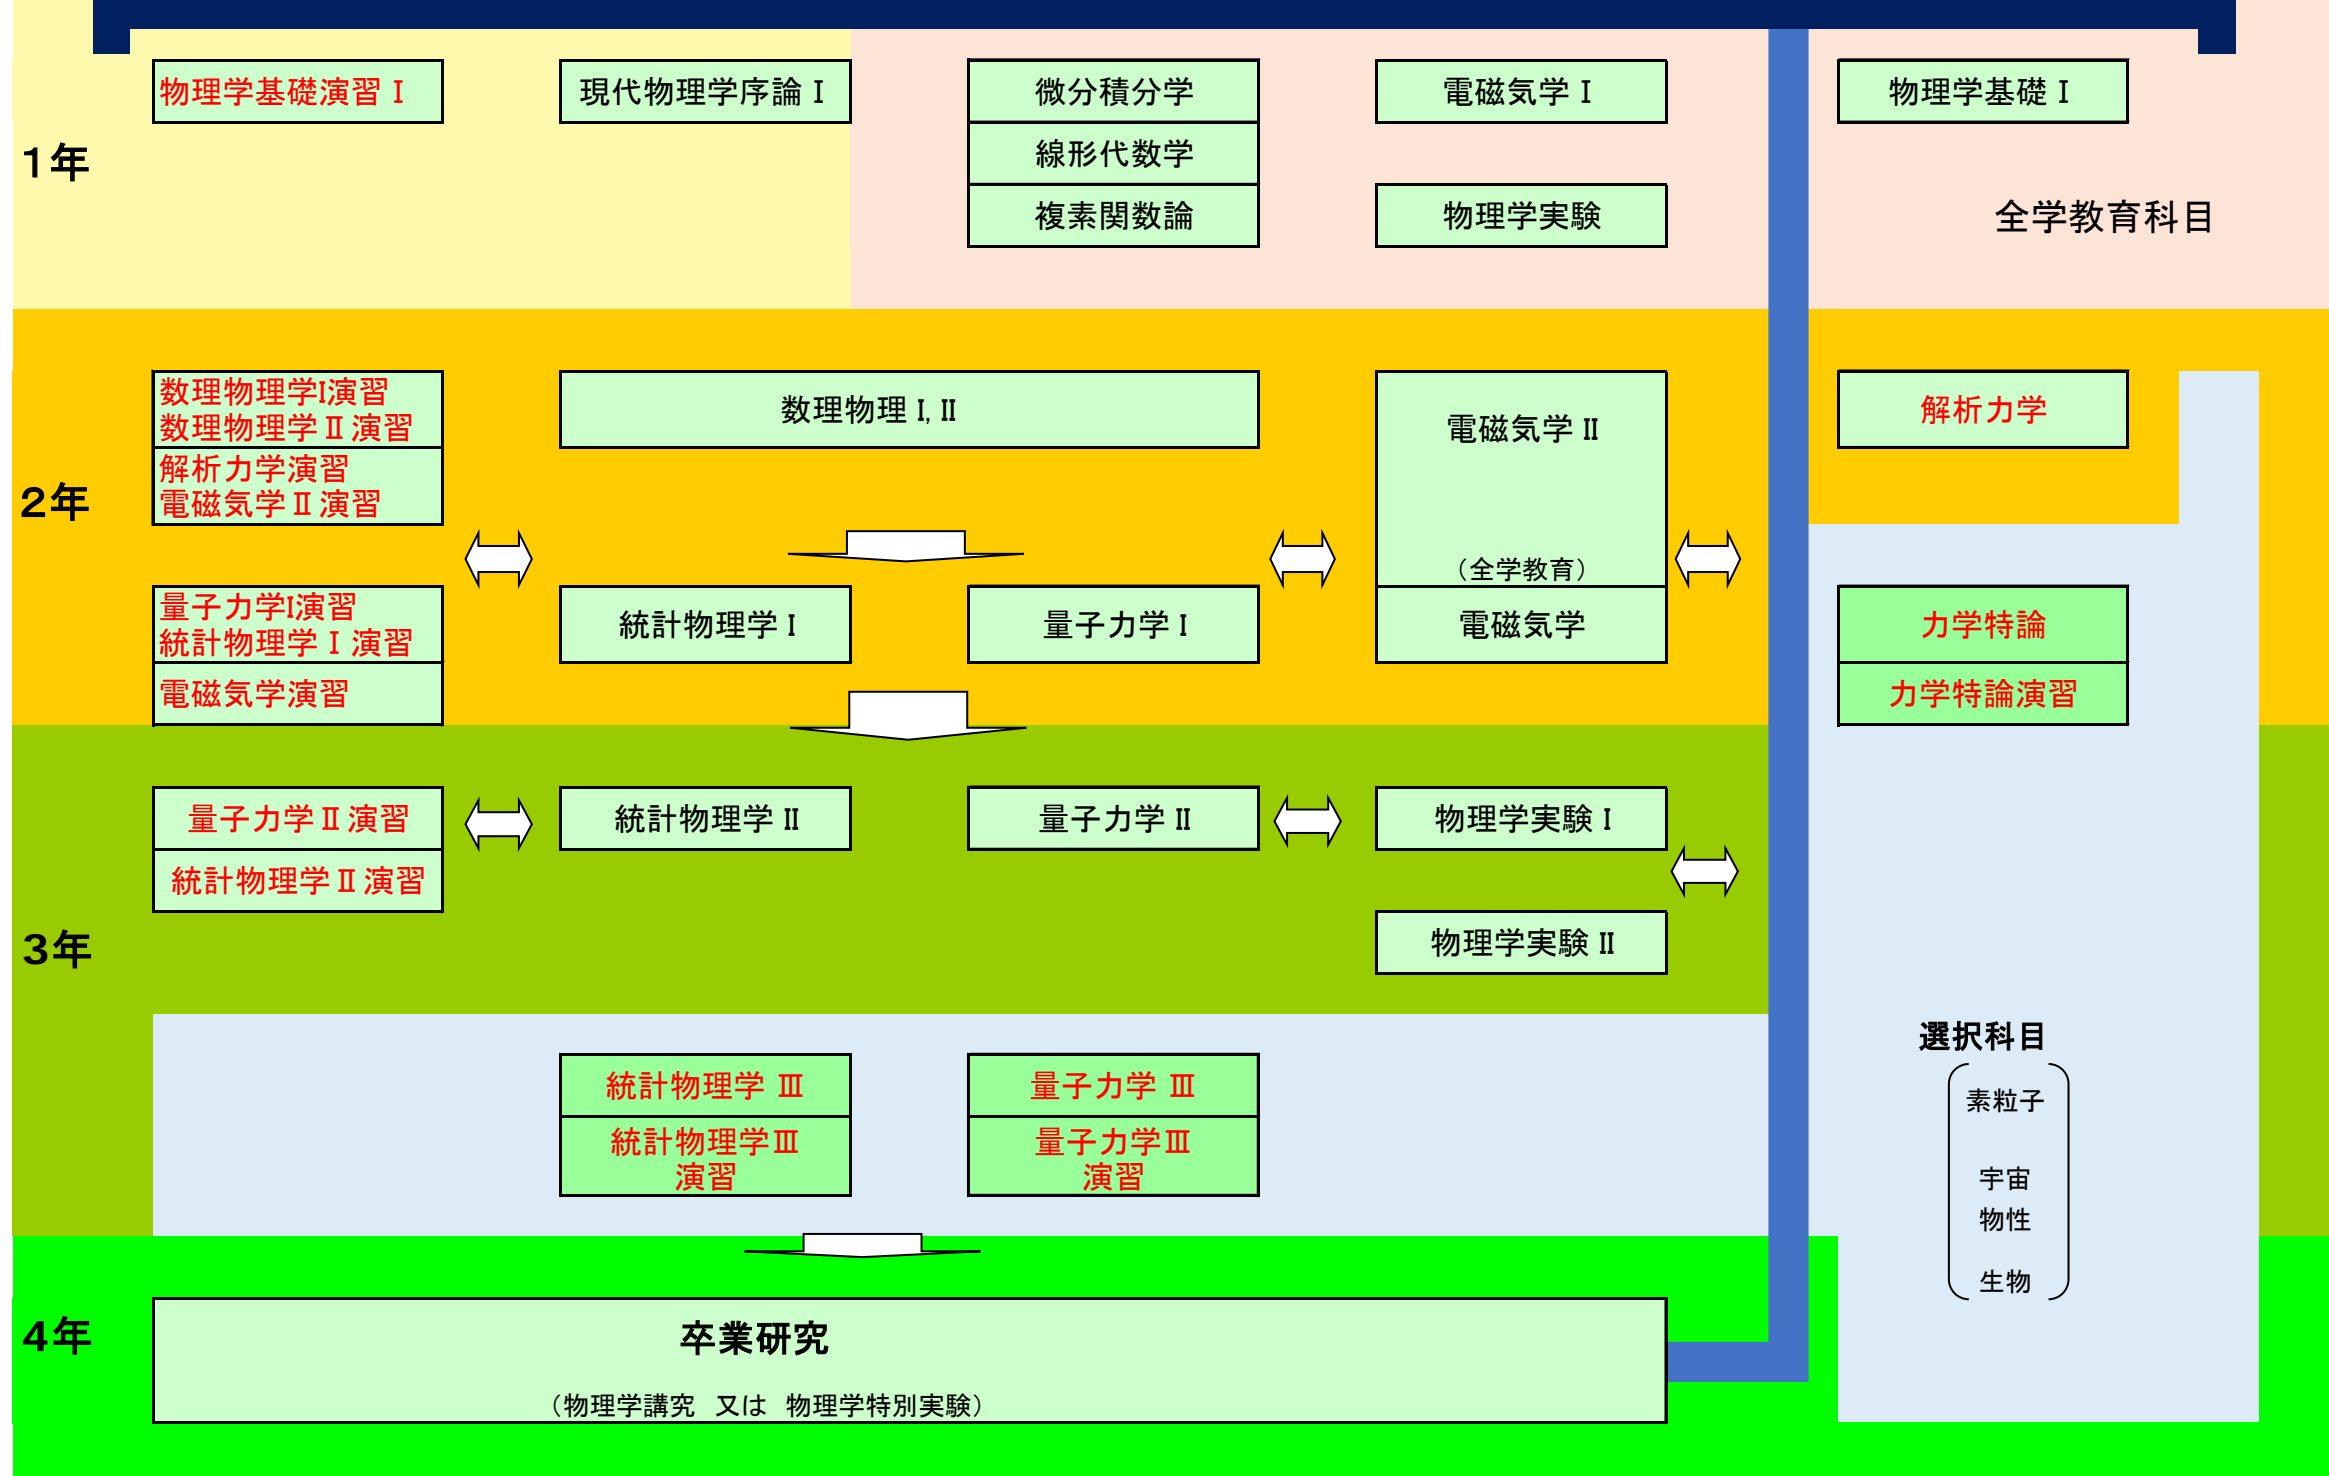 物理学基礎演習 I
現代物理学序論 I
微分積分学
電磁気学 I
物理学基礎 I
1年
線形代数学
複素関数論
物理学実験
全学教育科目
数理物理学I演習
数理物理学Ⅱ演習
数理物理 I, II
電磁気学 II
解析力学
解析力学演習
電磁気学Ⅱ演習
2年
（全学教育）
量子力学I演習
統計物理学Ⅰ演習
統計物理学 I
量子力学 I
電磁気学
力学特論
電磁気学演習
力学特論演習
量子力学Ⅱ演習
統計物理学 II
量子力学 II
物理学実験 I
統計物理学Ⅱ演習
3年
物理学実験 II
選択科目
統計物理学 Ⅲ
量子力学 Ⅲ
素粒子
統計物理学Ⅲ
演習
量子力学Ⅲ
演習
宇宙
物性
生物
4年
卒業研究
（物理学講究　又は　物理学特別実験）